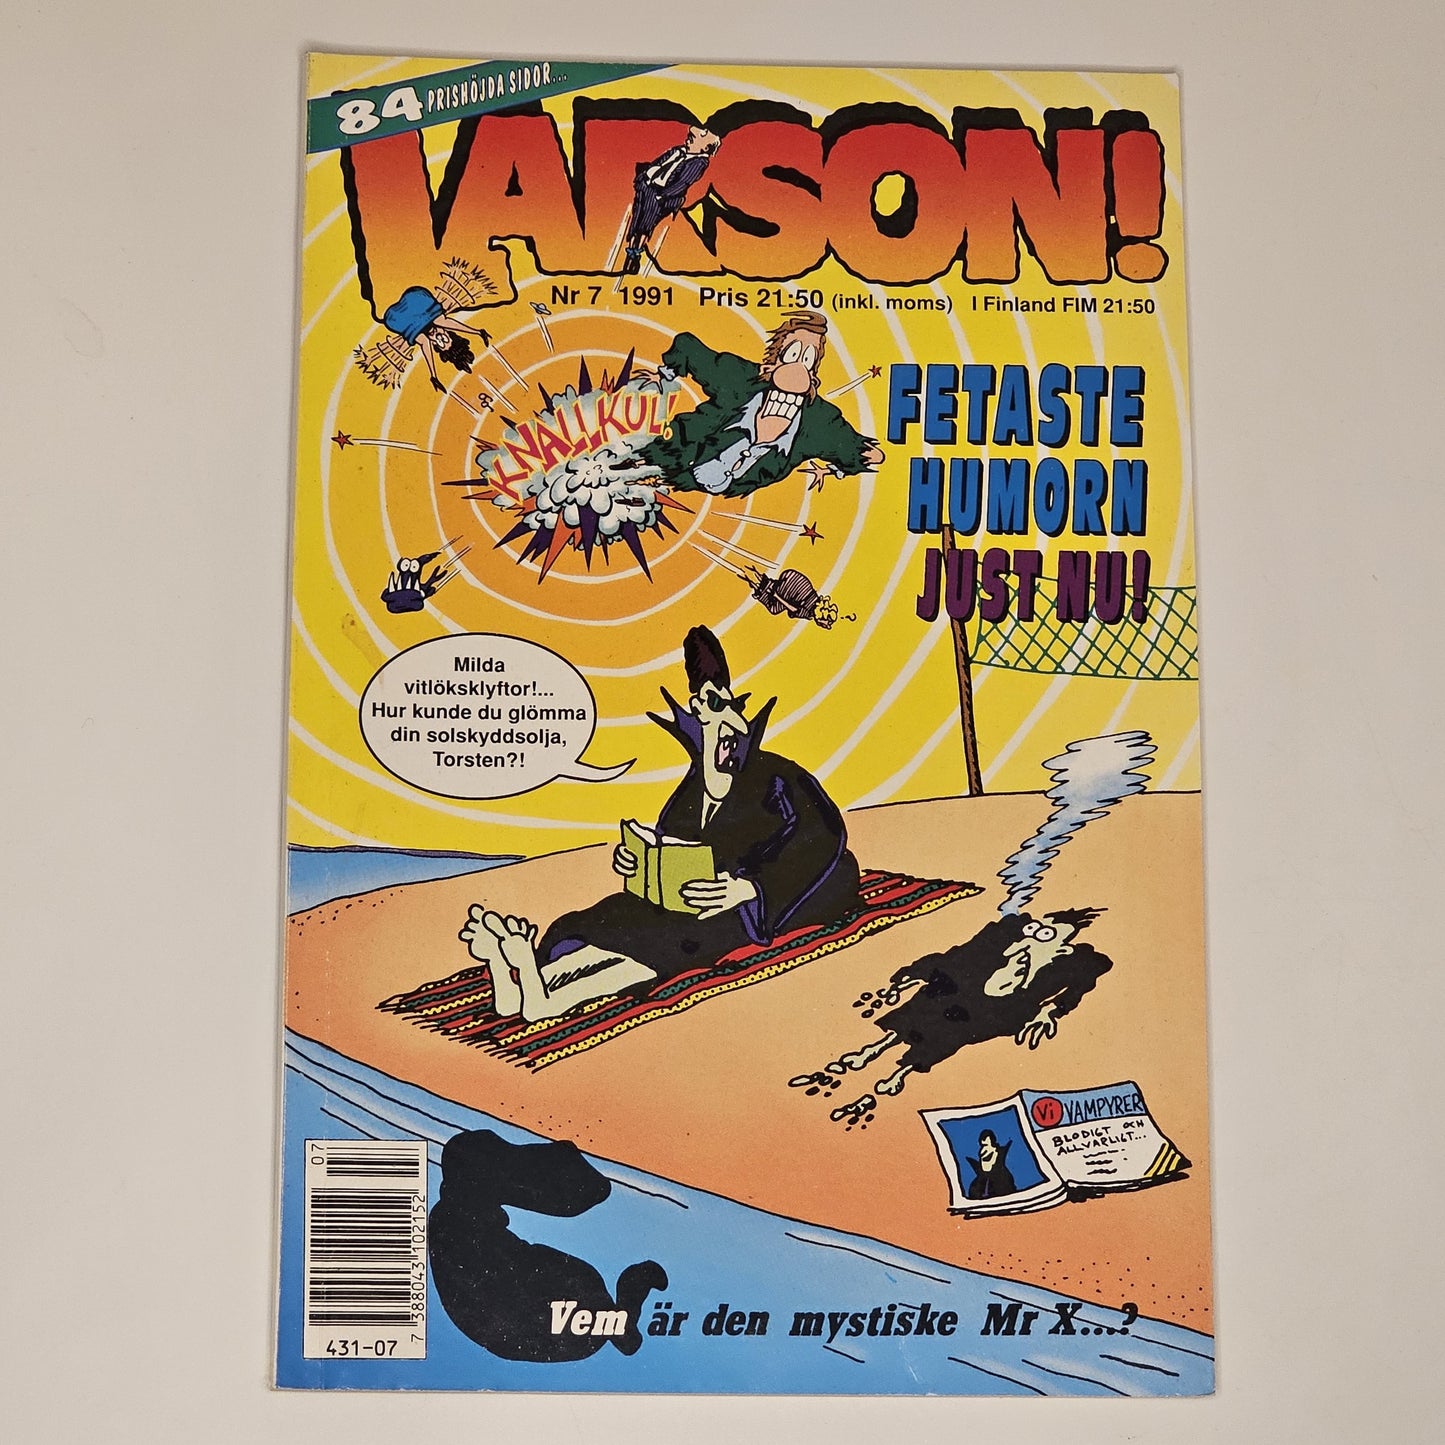 84 PRISHÖJDA SIDOR...
LARSON!
Nr 7 1991 Pris 21:50 (inkl. moms) I Finland FIM 21:50
KNALLKUL!
FETASTE
HUMORN
JUST NU!
Milda
vitlöksklyftor!...
Hur kunde du glömma
din solskyddsolja,
Torsten?!
Vi VAMPYRER
BLODIGT OCH
ALLVARLIGT...
07
7 388043 102152
431-07
Vem är den mystiske Mr X....?